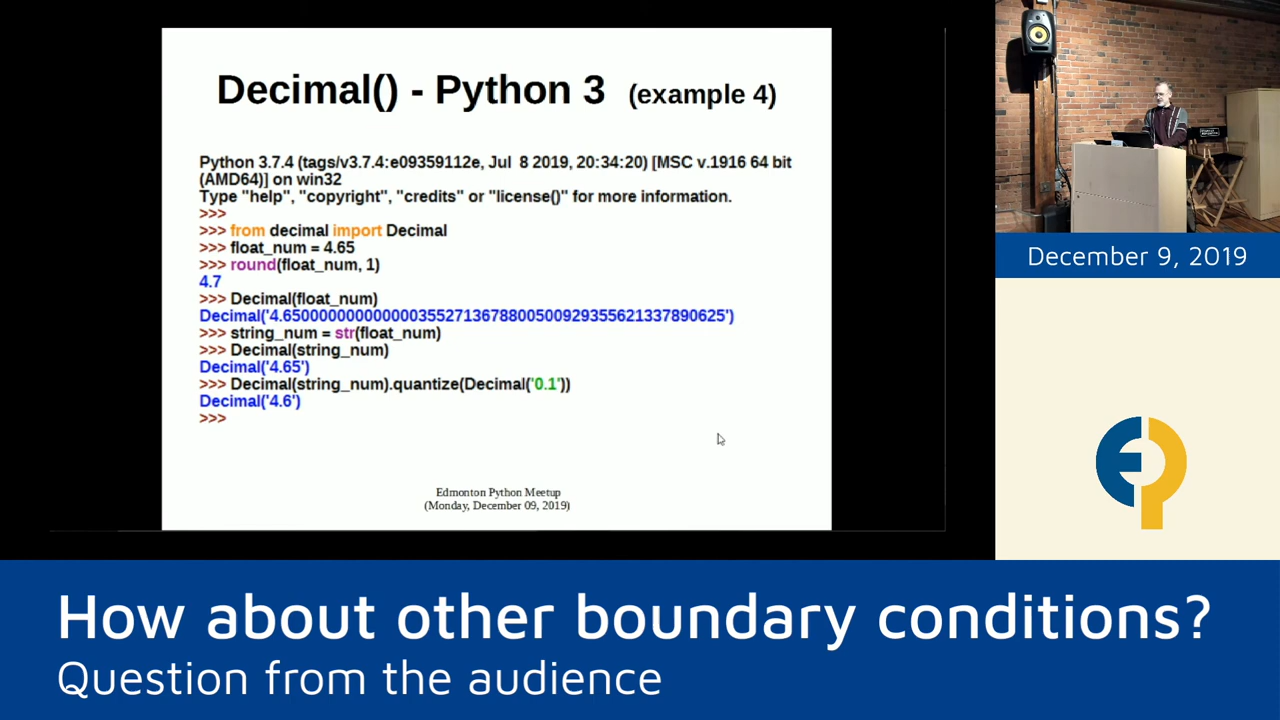 Decimal() - Python 3 (example 4)
Python 3.7.4 (tags/v3.7.4:e09359112e, Jul 8 2019, 20:34:20) [MSC v.1916 64 bit
(AMD64)] on win32
Type "help", "copyright", "credits" or "license()" for more information.
>>>
>>> from decimal import Decimal
>>> float_num = 4.65
>>> round(float_num, 1)
4.7
>>> Decimal(float_num)
Decimal('4.6500000000000003552713678800500929355621337890625')
>>> string_num = str(float_num)
>>> Decimal(string_num)
Decimal('4.65')
>>> Decimal(string_num).quantize(Decimal('0.1'))
Decimal('4.6')
>>>
Edmonton Python Meetup
(Monday, December 09, 2019)
December 9, 2019
How about other boundary conditions?
Question from the audience